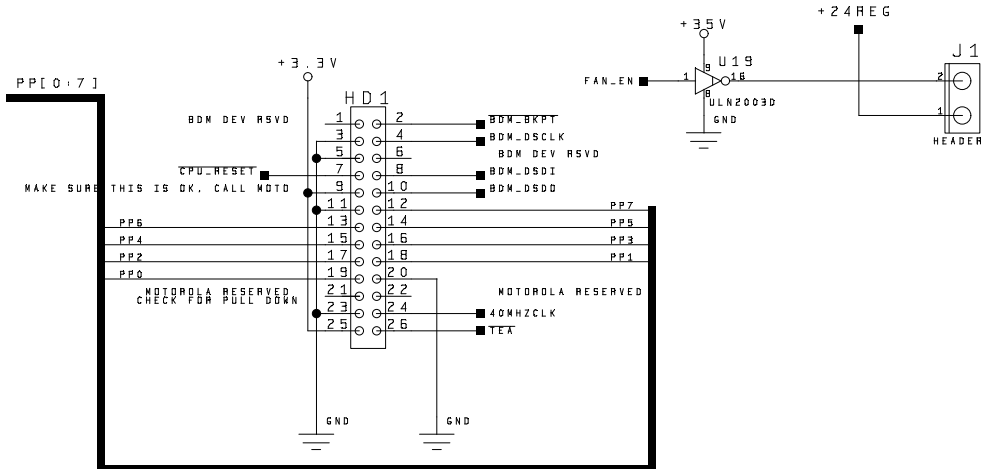 +24REG
+35V
J1
9
U19
FAN_EN
1
16
2
8
ULN2003D
GND
1
HEADER
PP[0:7]
+3.3V
HD1
BDM DEV RSVD
1
2
BDM_BKPT
3
4
BDM_DSCLK
5
6
BDM DEV RSVD
CPU_RESET
7
8
BDM_DSDI
MAKE SURE THIS IS OK, CALL MOTO
9
10
BDM_DSDO
11
12
PP7
PP6
13
14
PP5
PP4
15
16
PP3
PP2
17
18
PP1
PP0
19
20
MOTOROLA RESERVED
21
22
MOTOROLA RESERVED
CHECK FOR PULL DOWN
23
24
40MHZCLK
25
26
TEA
GND
GND